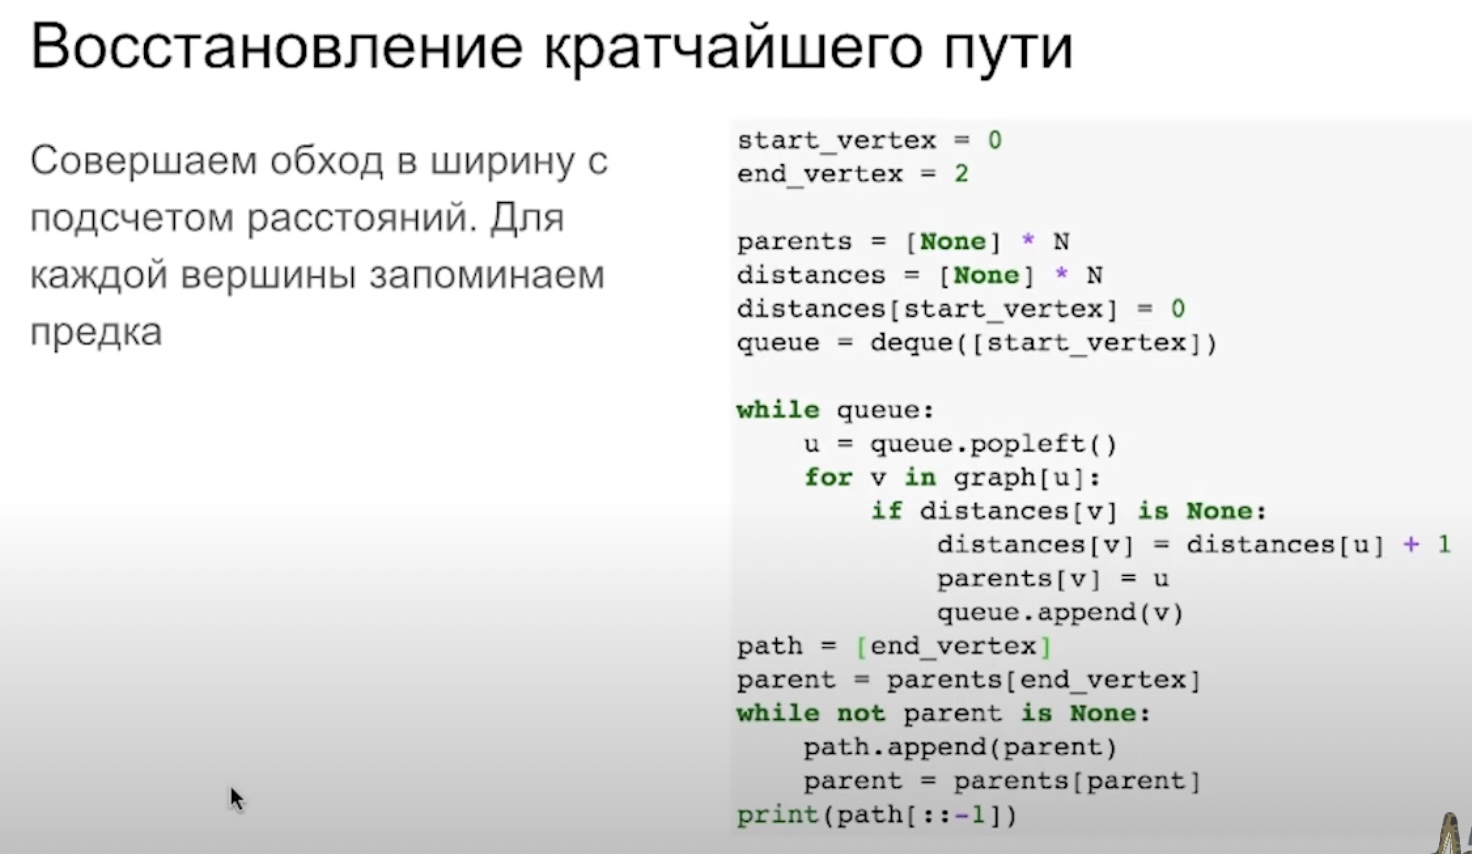 Восстановление кратчайшего пути
Совершаем обход в ширину с
подсчетом расстояний. Для
каждой вершины запоминаем
предка
start_vertex = 0
end_vertex = 2
parents = [None] * N
distances = [None] * N
distances[start_vertex] = 0
queue = deque([start_vertex])
while queue:
    u = queue.popleft()
    for v in graph[u]:
        if distances[v] is None:
            distances[v] = distances[u] + 1
            parents[v] = u
            queue.append(v)
path = [end_vertex]
parent = parents[end_vertex]
while not parent is None:
    path.append(parent)
    parent = parents[parent]
print(path[::-1])